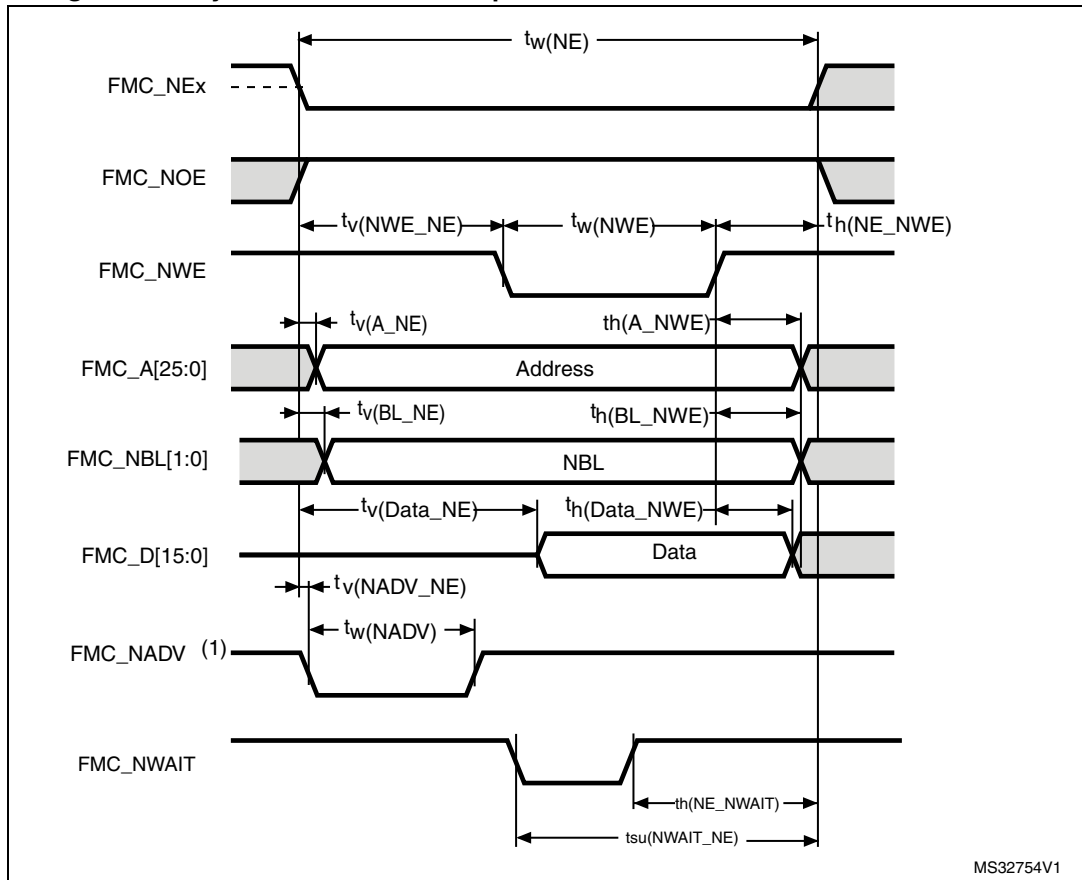 tw(NE)
FMC_NEx
FMC_NOE
tv(NWE_NE) tw(NWE) th(NE_NWE)
FMC_NWE
tv(A_NE) th(A_NWE)
FMC_A[25:0] Address
tv(BL_NE) th(BL_NWE)
FMC_NBL[1:0] NBL
tv(Data_NE) th(Data_NWE)
FMC_D[15:0] Data
tv(NADV_NE)
tw(NADV)
FMC_NADV (1)
FMC_NWAIT
th(NE_NWAIT)
tsu(NWAIT_NE)
MS32754V1